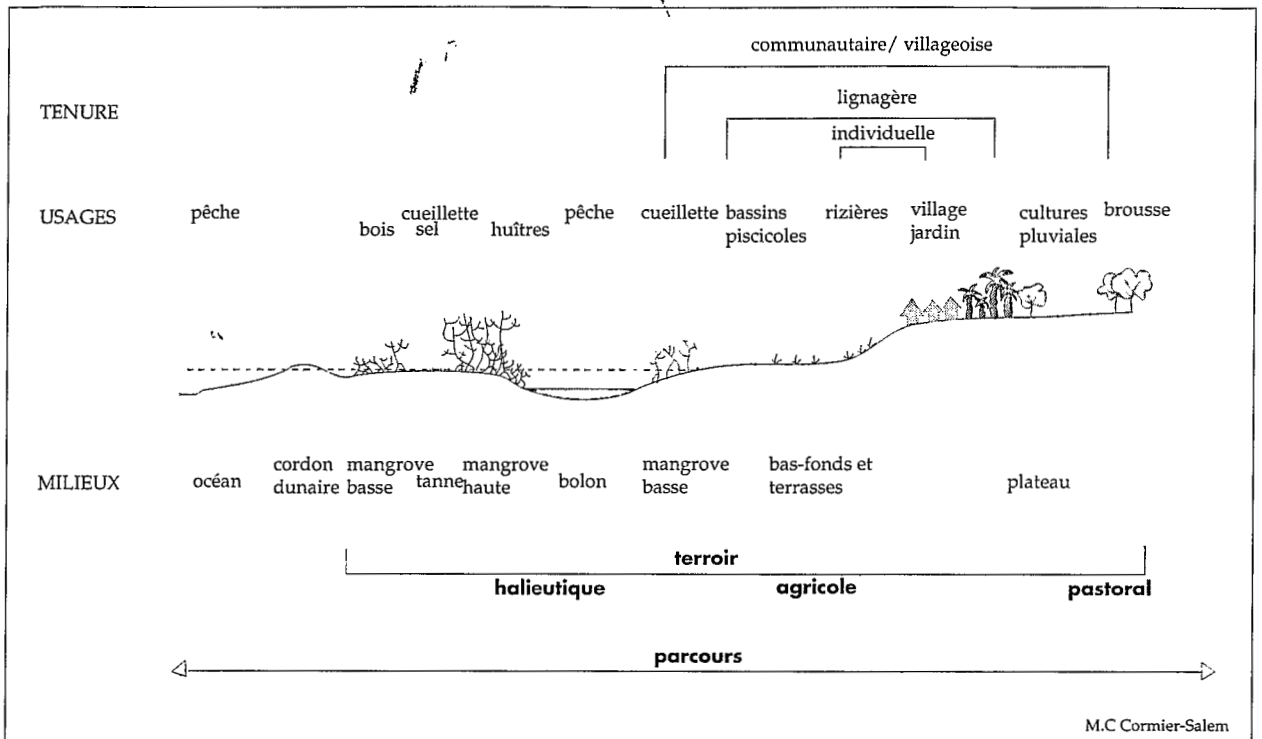 communautaire/ villageoise
TENURE
lignagère
individuelle
USAGES
pêche
bois
cueillette
sel
huîtres
pêche
cueillette
bassins
piscicoles
rizières
village
jardin
cultures
pluviales
brousse
MILIEUX
océan
cordon
dunaire
mangrove
basse
tanne
mangrove
haute
bolon
mangrove
basse
bas-fonds et
terrasses
plateau
terroir
halieutique
agricole
pastoral
parcours
M.C Cormier-Salem